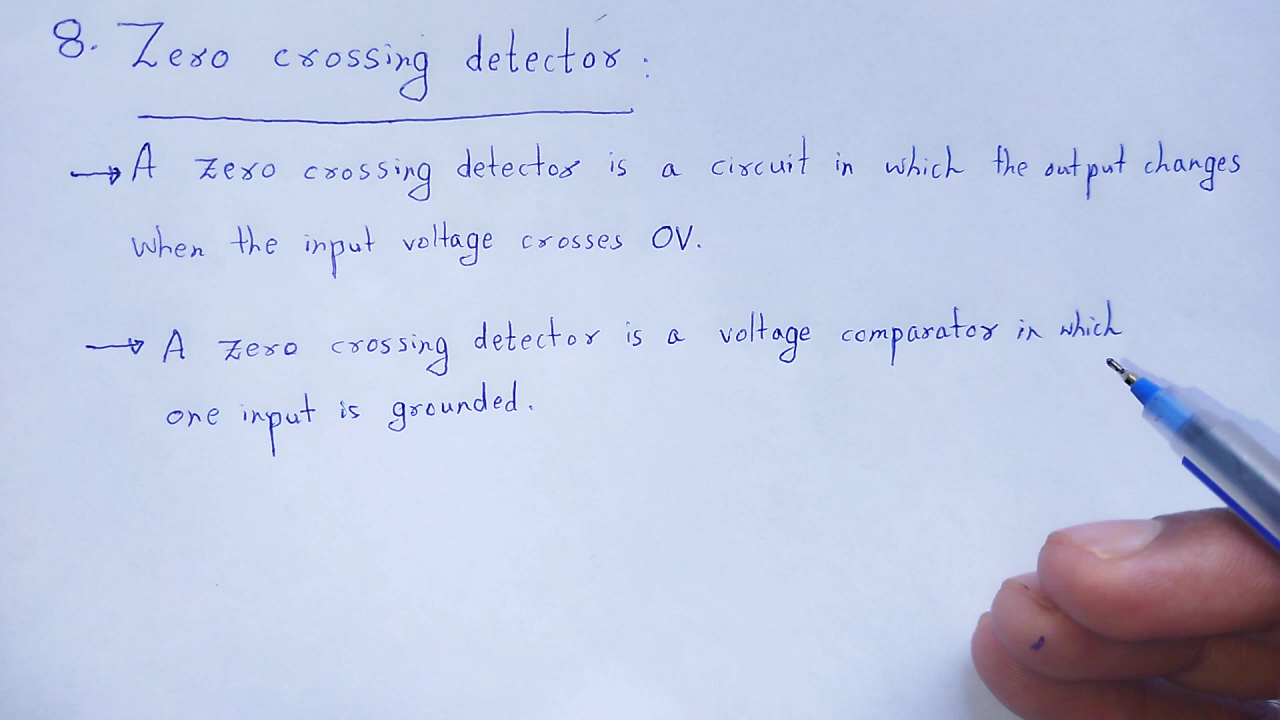 8. Zero crossing detector :
→ A zero crossing detector is a circuit in which the output changes
when the input voltage crosses 0V.
→ A zero crossing detector is a voltage comparator in which
one input is grounded.